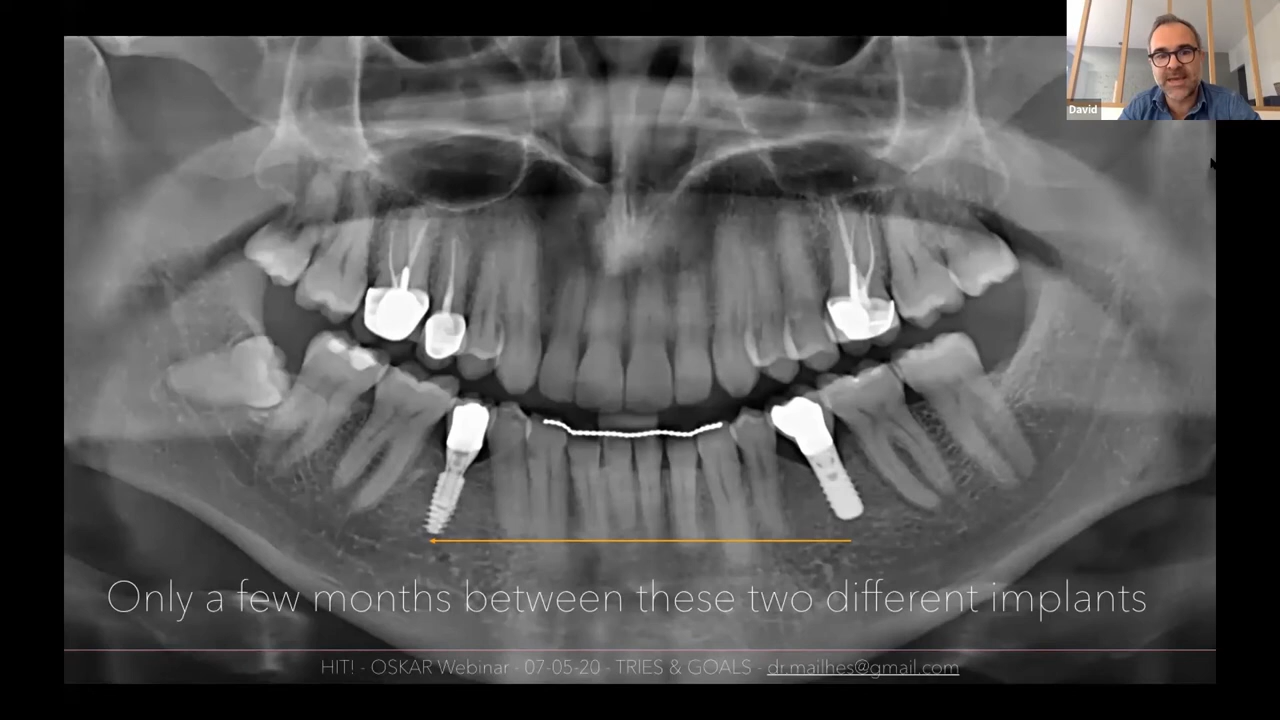 David
Only a few months between these two different implants
HIT! - OSKAR Webinar - 07-05-20 - TRIES & GOALS - dr.mailhes@gmail.com